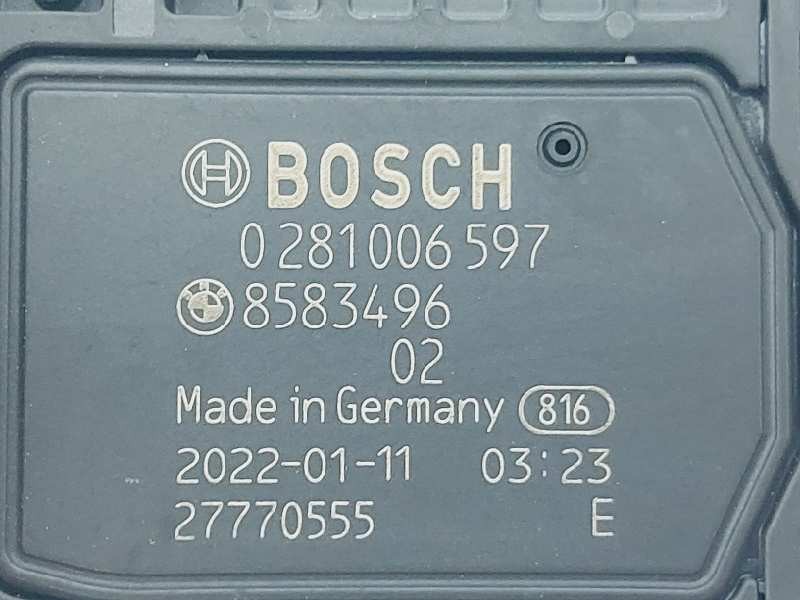 BOSCH
0 281 006 597
8583496
02
Made in Germany 816
2022-01-11 03:23
27770555 E